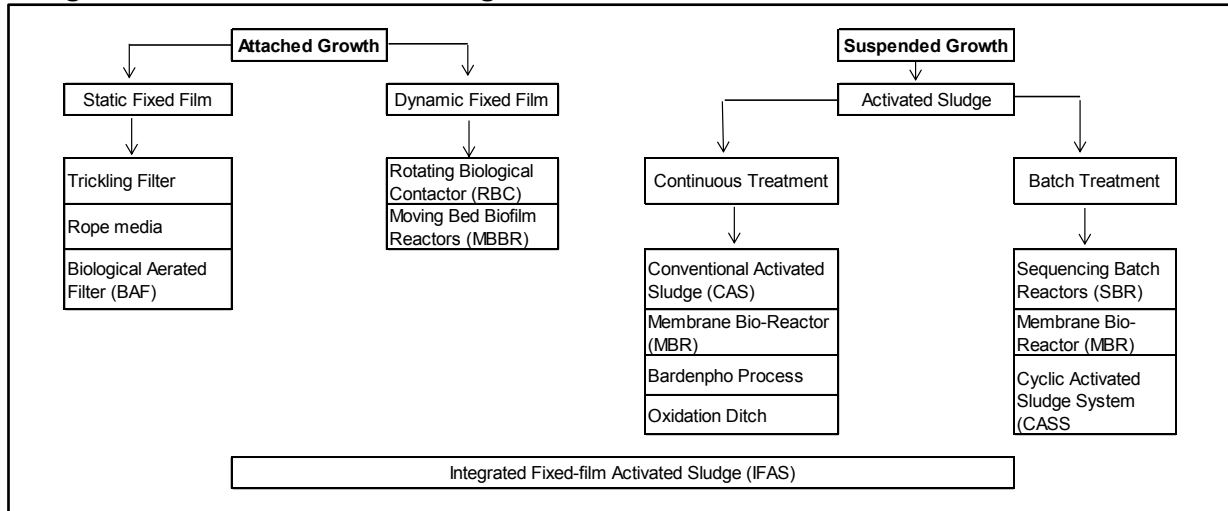 Attached Growth
Suspended Growth
Static Fixed Film
Dynamic Fixed Film
Activated Sludge
Trickling Filter
Rope media
Biological Aerated
Filter (BAF)
Rotating Biological
Contactor (RBC)
Moving Bed Biofilm
Reactors (MBBR)
Continuous Treatment
Batch Treatment
Conventional Activated
Sludge (CAS)
Membrane Bio-Reactor
(MBR)
Bardenpho Process
Oxidation Ditch
Sequencing Batch
Reactors (SBR)
Membrane Bio-
Reactor (MBR)
Cyclic Activated
Sludge System
(CASS
Integrated Fixed-film Activated Sludge (IFAS)